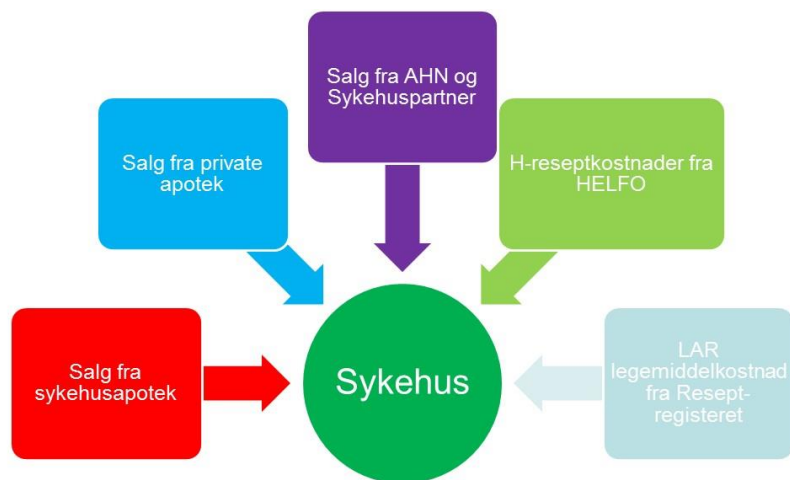 Salg fra AHN og
Sykehuspartner
Salg fra private
apotek
H-reseptkostnader fra
HELFO
Salg fra
sykehusapotek
Sykehus
LAR
legemiddelkostnad
fra Resept-
registeret